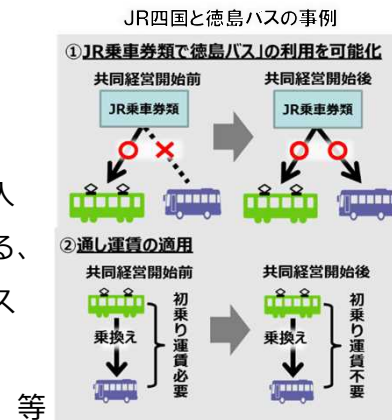 JR四国と徳島バスの事例
①JR乗車券類で徳島バス」の利用を可能化
共同経営開始前
共同経営開始後
JR乗車券類
JR乗車券類
人
る、
ス
等
②通し運賃の適用
共同経営開始前
共同経営開始後
乗換え
初乗り運賃必要
乗換え
初乗り運賃不要